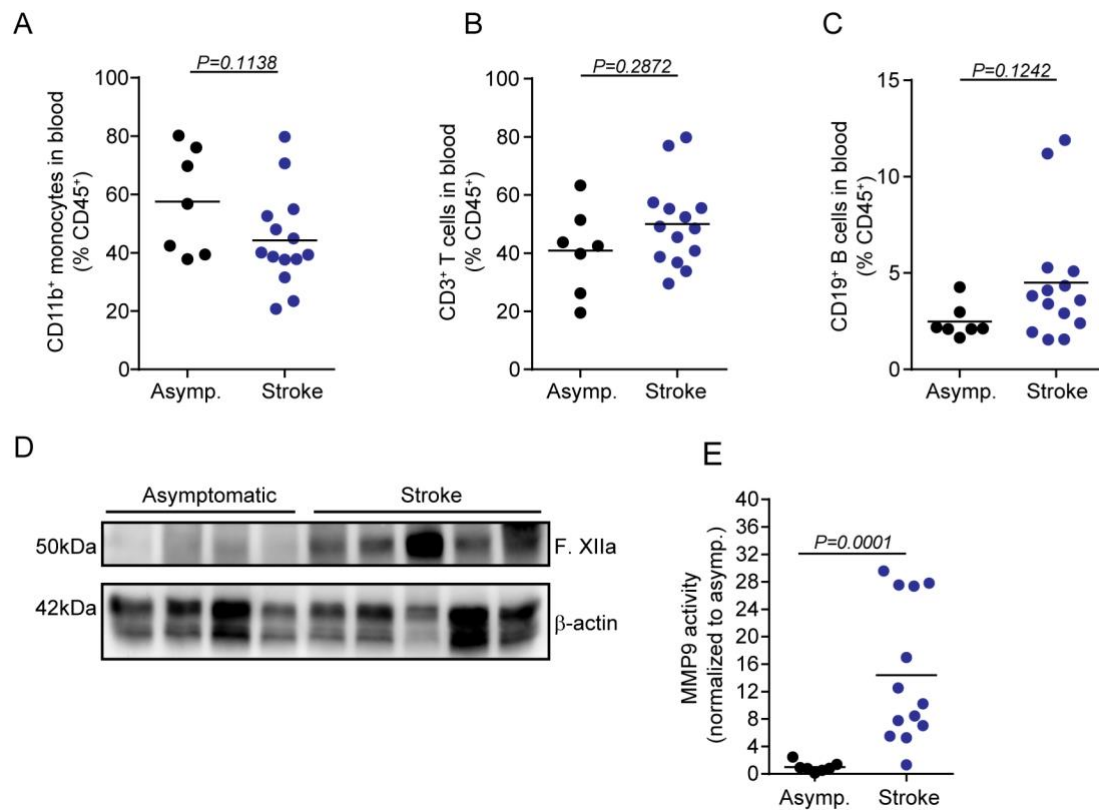 A
P=0.1138
CD11b⁺ monocytes in blood
(% CD45⁺)
100
80
60
40
20
0
Asymp. Stroke
B
P=0.2872
CD3⁺ T cells in blood
(% CD45⁺)
100
80
60
40
20
0
Asymp. Stroke
C
P=0.1242
CD19⁺ B cells in blood
(% CD45⁺)
15
10
5
0
Asymp. Stroke
D
Asymptomatic Stroke
50kDa F. XIIa
42kDa β-actin
E
P=0.0001
MMP9 activity
(normalized to asymp.)
40
36
32
28
24
20
16
12
8
4
0
Asymp. Stroke